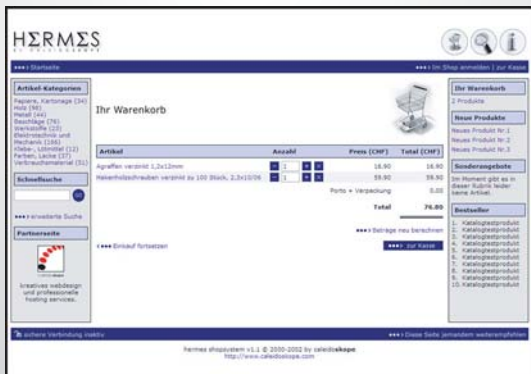 HΣRMΣS
BY CALEIDOSKOPE
Startseite
Im Shop anmelden | zur Kasse
Artikel-Kategorien
Papiere, Kartonage (34)
Holz (98)
Metall (44)
Beschläge (76)
Werkstoffe (23)
Elektrotechnik und
Mechanik (166)
Klebe-, Lötmittel (12)
Farben, Lacke (37)
Verbrauchsmaterial (51)
Schnellsuche
GO
erweiterte Suche
Partnerseite
kreatives webdesign
und professionelle
hosting services.
Ihr Warenkorb
Artikel Anzahl Preis (CHF) Total (CHF)
Agraffen verzinkt 1,2x12mm 1 16.90 16.90
Hakenholzschrauben verzinkt zu 100 Stück, 2,3x10/06 1 59.90 59.90
Porto + Verpackung 0.00
Total 76.80
Beträge neu berechnen
Einkauf fortsetzen
zur Kasse
Ihr Warenkorb
2 Produkte
Neue Produkte
Neues Produkt Nr.1
Neues Produkt Nr.2
Neues Produkt Nr.3
Sonderangebote
Im Moment gibt es in
dieser Rubrik leider
keine Artikel.
Bestseller
1. Katalogtestprodukt
2. Katalogtestprodukt
3. Katalogtestprodukt
4. Katalogtestprodukt
5. Katalogtestprodukt
6. Katalogtestprodukt
7. Katalogtestprodukt
8. Katalogtestprodukt
9. Katalogtestprodukt
10. Katalogtestprodukt
sichere Verbindung inaktiv
Diese Seite jemandem weiterempfehlen
hermes shopsystem v1.1 © 2000-2002 by caleidoskope
http://www.caleidoskope.com